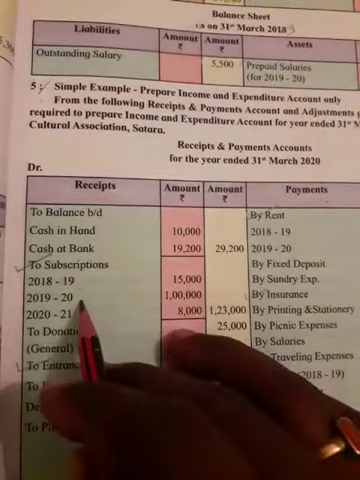 Balance Sheet
as on 31st March 2018
Liabilities Amount ₹ Amount ₹ Assets
Outstanding Salary 5,500 Prepaid Salaries
(for 2019 - 20)
5 : Simple Example - Prepare Income and Expenditure Account only
From the following Receipts & Payments Account and Adjustments
required to prepare Income and Expenditure Account for year ended 31st M
Cultural Association, Satara.
Receipts & Payments Accounts
for the year ended 31st March 2020
Dr.
Receipts Amount ₹ Amount ₹ Payments
To Balance b/d By Rent
Cash in Hand 10,000 2018 - 19
Cash at Bank 19,200 29,200 2019 - 20
To Subscriptions By Fixed Deposit
2018 - 19 15,000 By Sundry Exp.
2019 - 20 1,00,000 By Insurance
2020 - 21 8,000 1,23,000 By Printing &Stationery
To Donati 25,000 By Picnic Expenses
(General) By Salaries
To Entran Traveling Expenses
To 2018 - 19)
De
To P